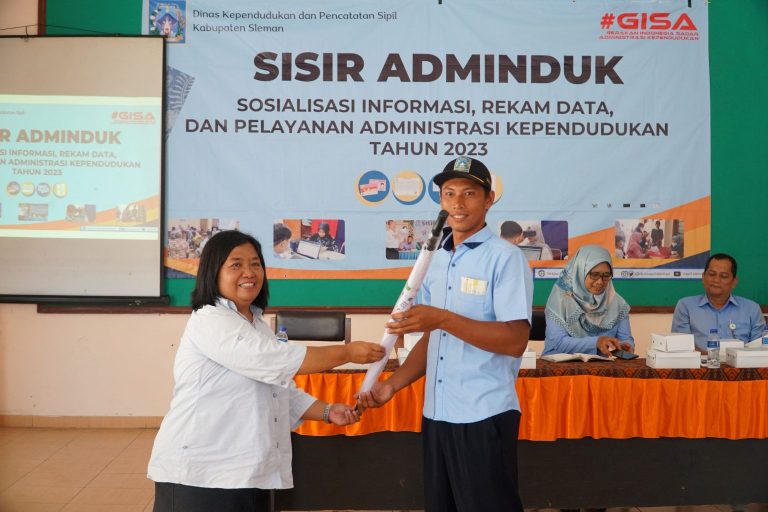 Dinas Kependudukan dan Pencatatan Sipil
Kabupaten Sleman
#GISA
GERAKAN INDONESIA SADAR
ADMINISTRASI KEPENDUDUKAN
SISIR ADMINDUK
SOSIALISASI INFORMASI, REKAM DATA,
DAN PELAYANAN ADMINISTRASI KEPENDUDUKAN
TAHUN 2023
#GISA
R ADMINDUK
SI INFORMASI, REKAM DATA,
AN ADMINISTRASI KEPENDUDUKAN
TAHUN 2023